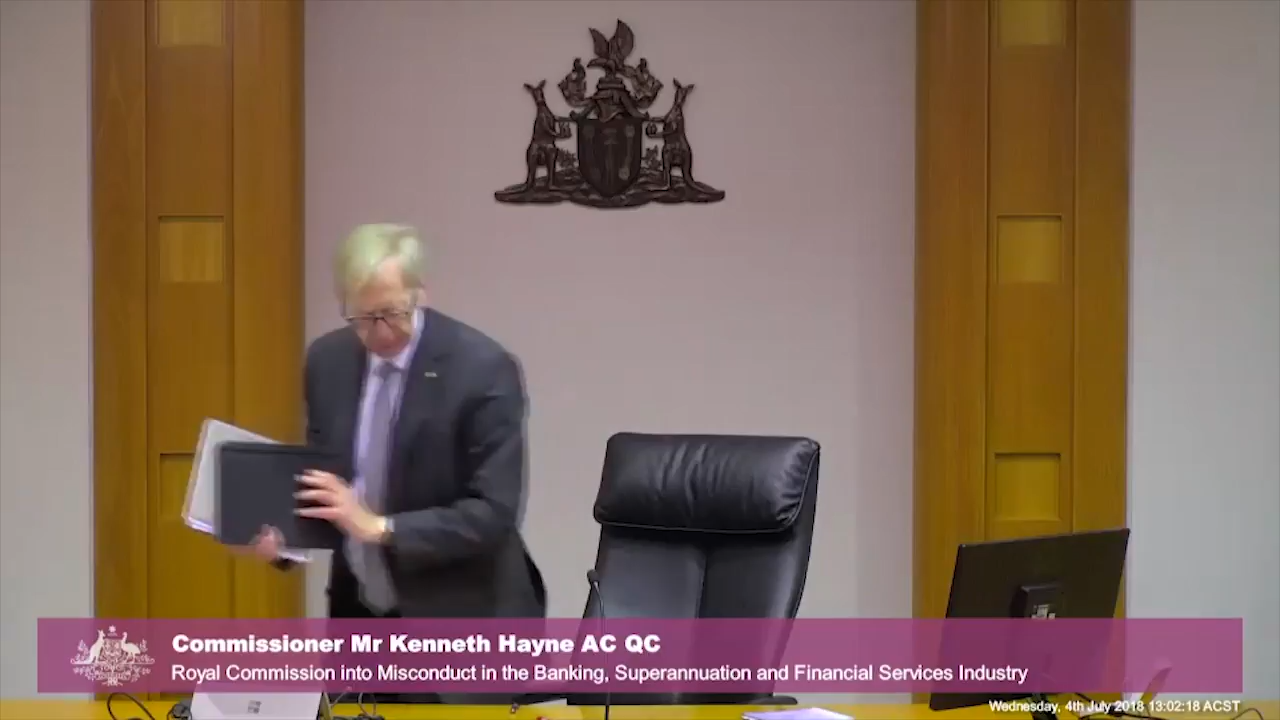 Commissioner Mr Kenneth Hayne AC QC
Royal Commission into Misconduct in the Banking, Superannuation and Financial Services Industry
Wednesday, 4th July 2018 13:02:18 ACST